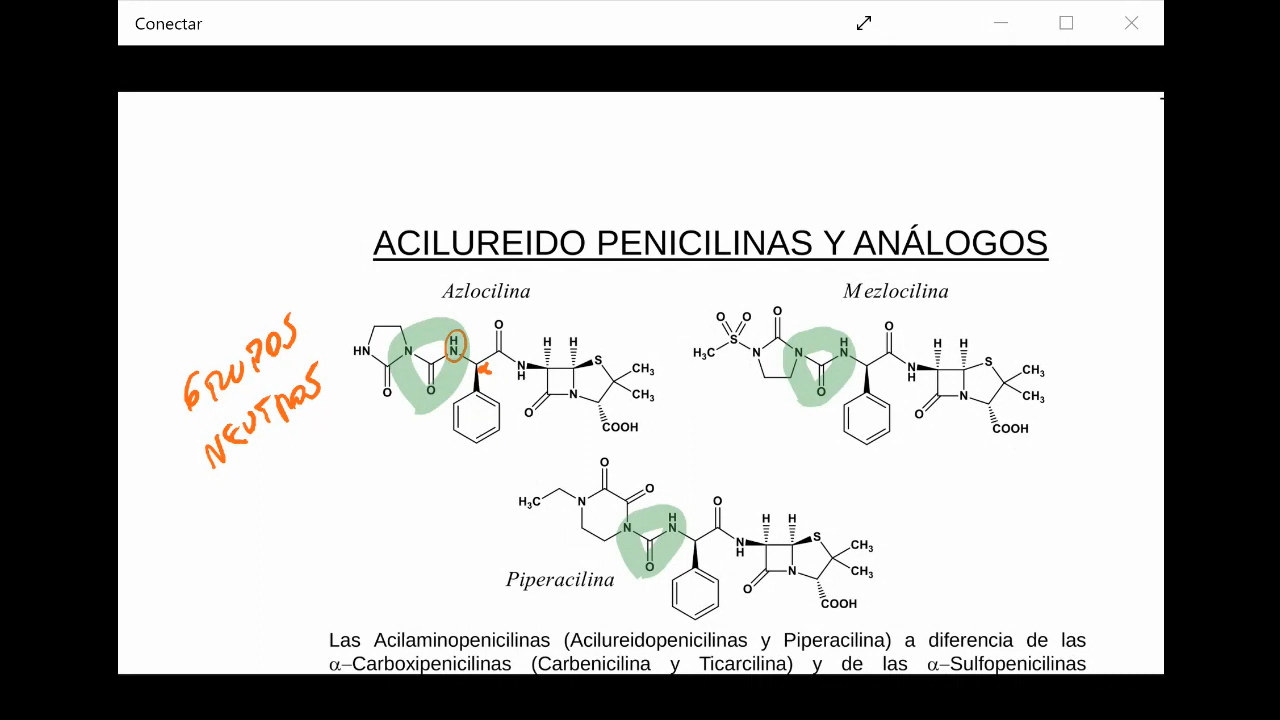 Conectar
ACILUREIDO PENICILINAS Y ANÁLOGOS
Azlocilina
Mezlocilina
GRUPOS
NEUTROS
HN
N
O
O
H
N
α
O
N
H
H
H
S
N
O
CH₃
CH₃
COOH
O
O
S
H₃C
N
O
N
O
H
N
O
N
H
H
H
S
N
O
CH₃
CH₃
COOH
H₃C
N
O
O
N
O
H
N
O
N
H
H
H
S
N
O
CH₃
CH₃
COOH
Piperacilina
Las Acilaminopenicilinas (Acilureidopenicilinas y Piperacilina) a diferencia de las
α–Carboxipenicilinas (Carbenicilina y Ticarcilina) y de las α–Sulfopenicilinas